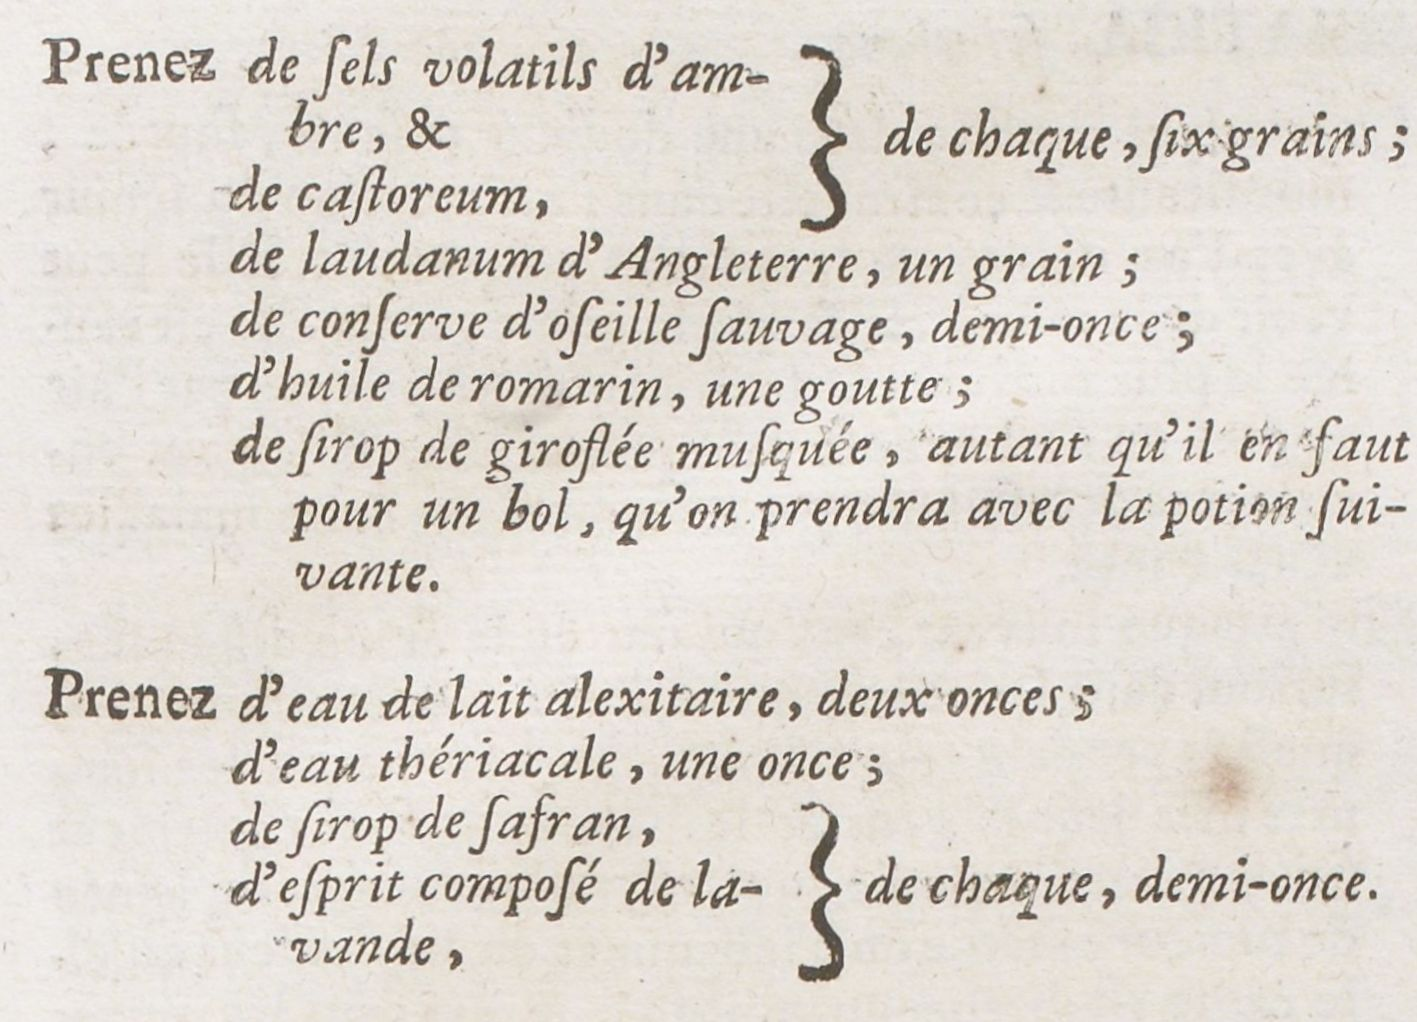 Prenez de ſels volatils d'am-
bre, &
de caſtoreum,
} de chaque, ſix grains;
de laudanum d'Angleterre, un grain;
de conſerve d'oſeille ſauvage, demi-once;
d'huile de romarin, une goutte;
de ſirop de giroflée muſquée, autant qu'il en faut
pour un bol, qu'on prendra avec la potion ſui-
vante.
Prenez d'eau de lait alexitaire, deux onces;
d'eau thériacale, une once;
de ſirop de ſafran,
d'eſprit compoſé de la-
vande,
} de chaque, demi-once.